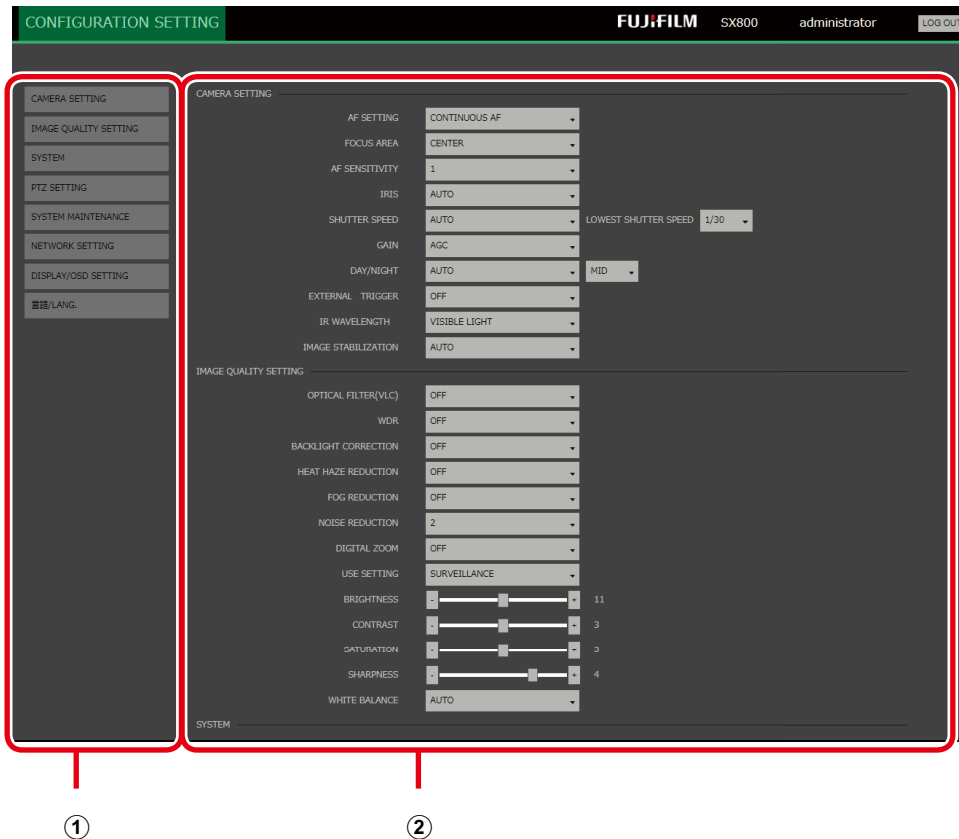 CONFIGURATION SETTING
FUJIFILM SX800 administrator LOG OUT
CAMERA SETTING
IMAGE QUALITY SETTING
SYSTEM
PTZ SETTING
SYSTEM MAINTENANCE
NETWORK SETTING
DISPLAY/OSD SETTING
言語/LANG.
CAMERA SETTING
AF SETTING CONTINUOUS AF
FOCUS AREA CENTER
AF SENSITIVITY 1
IRIS AUTO
SHUTTER SPEED AUTO LOWEST SHUTTER SPEED 1/30
GAIN AGC
DAY/NIGHT AUTO MID
EXTERNAL TRIGGER OFF
IR WAVELENGTH VISIBLE LIGHT
IMAGE STABILIZATION AUTO
IMAGE QUALITY SETTING
OPTICAL FILTER(VLC) OFF
WDR OFF
BACKLIGHT CORRECTION OFF
HEAT HAZE REDUCTION OFF
FOG REDUCTION OFF
NOISE REDUCTION 2
DIGITAL ZOOM OFF
USE SETTING SURVEILLANCE
BRIGHTNESS - + 11
CONTRAST - + 3
SATURATION - +
SHARPNESS - + 4
WHITE BALANCE AUTO
SYSTEM
① ②